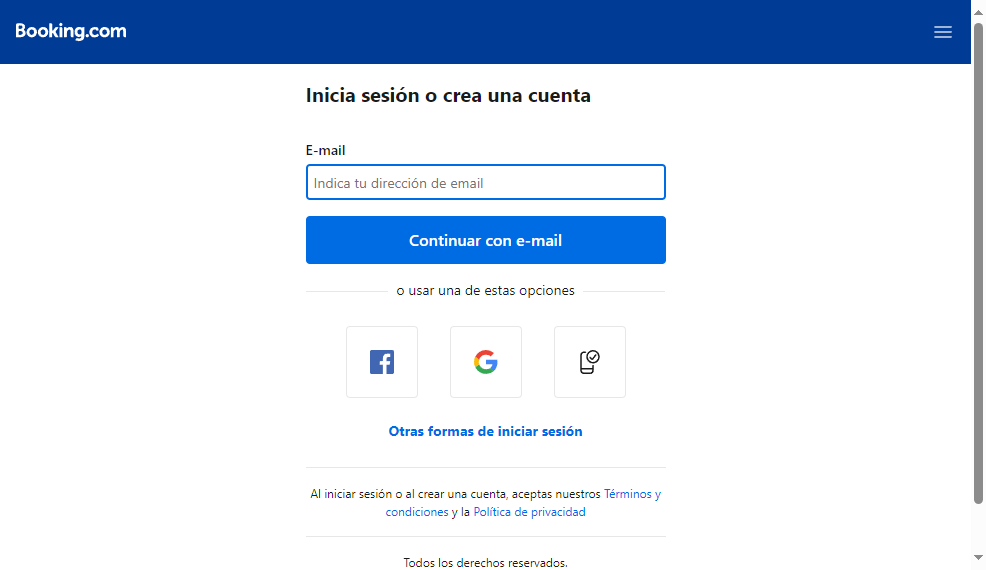 Booking.com
Inicia sesión o crea una cuenta
E-mail
Indica tu dirección de email
Continuar con e-mail
o usar una de estas opciones
Otras formas de iniciar sesión
Al iniciar sesión o al crear una cuenta, aceptas nuestros Términos y
condiciones y la Política de privacidad
Todos los derechos reservados.